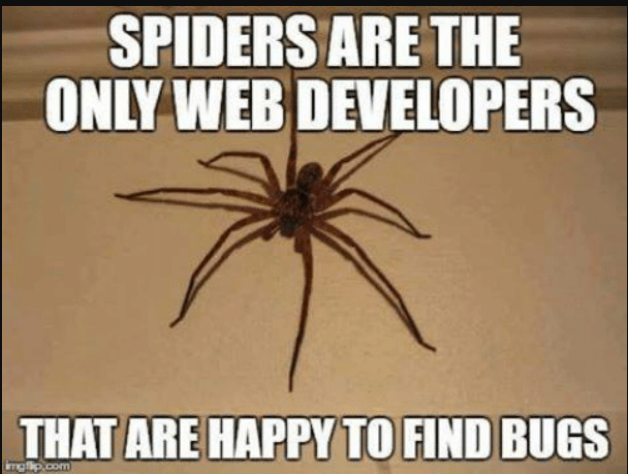 SPIDERS ARE THE
ONLY WEB DEVELOPERS
THAT ARE HAPPY TO FIND BUGS
imgflip.com